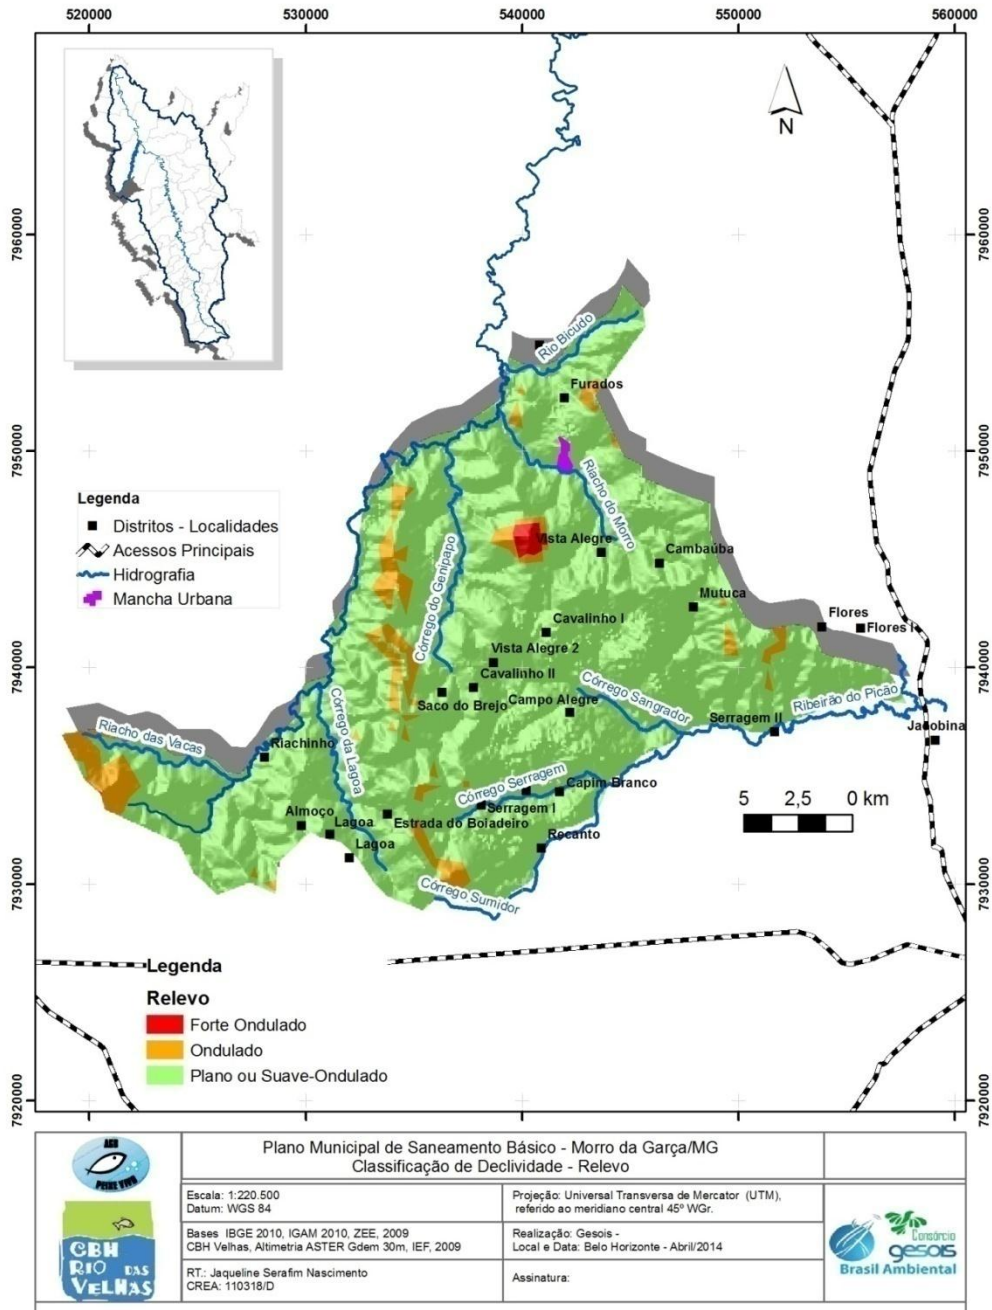 520000
530000
540000
550000
560000
N
7960000
7960000
Rio Bicudo
Furados
7950000
7950000
Riacho do Morro
Legenda
Distritos - Localidades
Acessos Principais
Hidrografia
Mancha Urbana
Vista Alegre
Cambaúba
Córrego do Genipapo
Mutuca
Cavalinho I
Flores
Flores I
Vista Alegre 2
7940000
7940000
Cavalinho II
Saco do Brejo
Campo Alegre
Córrego Sangrador
Ribeirão do Picão
Serragem II
Jacobina
Riacho das Vacas
Riachinho
Córrego da Lagoa
Córrego Serragem
Capim Branco
Serragem I
Almoço
Lagoa
Estrada do Boiadeiro
Lagoa
Recanto
5 2,5 0 km
7930000
7930000
Córrego Sumidor
Legenda
Relevo
Forte Ondulado
Ondulado
Plano ou Suave-Ondulado
7920000
7920000
AGB
PEIXE VIVO
CBH
RIO DAS
VELHAS
Plano Municipal de Saneamento Básico - Morro da Garça/MG
Classificação de Declividade - Relevo
Escala: 1:220.500
Datum: WGS 84
Projeção: Universal Transversa de Mercator (UTM),
referido ao meridiano central 45º WGr.
Bases IBGE 2010, IGAM 2010, ZEE, 2009
CBH Velhas, Altimetria ASTER Gdem 30m, IEF, 2009
Realização: Gesois -
Local e Data: Belo Horizonte - Abril/2014
RT.: Jaqueline Serafim Nascimento
CREA: 110318/D
Assinatura:
Consórcio
gesois
Brasil Ambiental